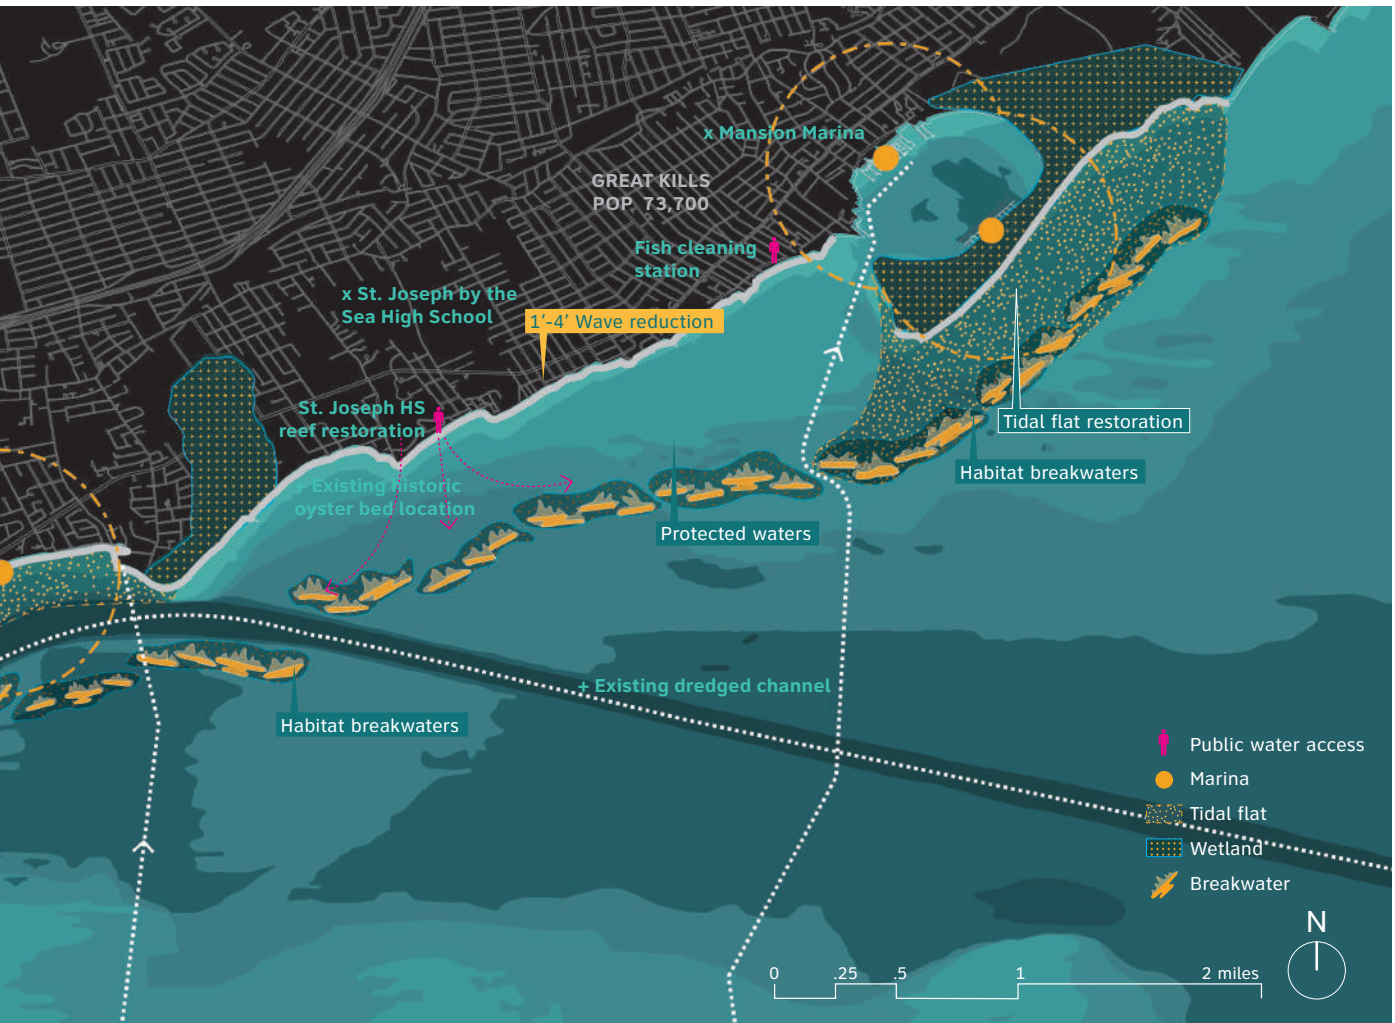 x Mansion Marina
GREAT KILLS
POP  73,700
Fish cleaning
station
x St. Joseph by the
Sea High School
1’-4’ Wave reduction
St. Joseph HS
reef restoration
Tidal flat restoration
Habitat breakwaters
+ Existing historic
oyster bed location
Protected waters
+ Existing dredged channel
Habitat breakwaters
Public water access
Marina
Tidal flat
Wetland
Breakwater
N
0 .25 .5 1 2 miles